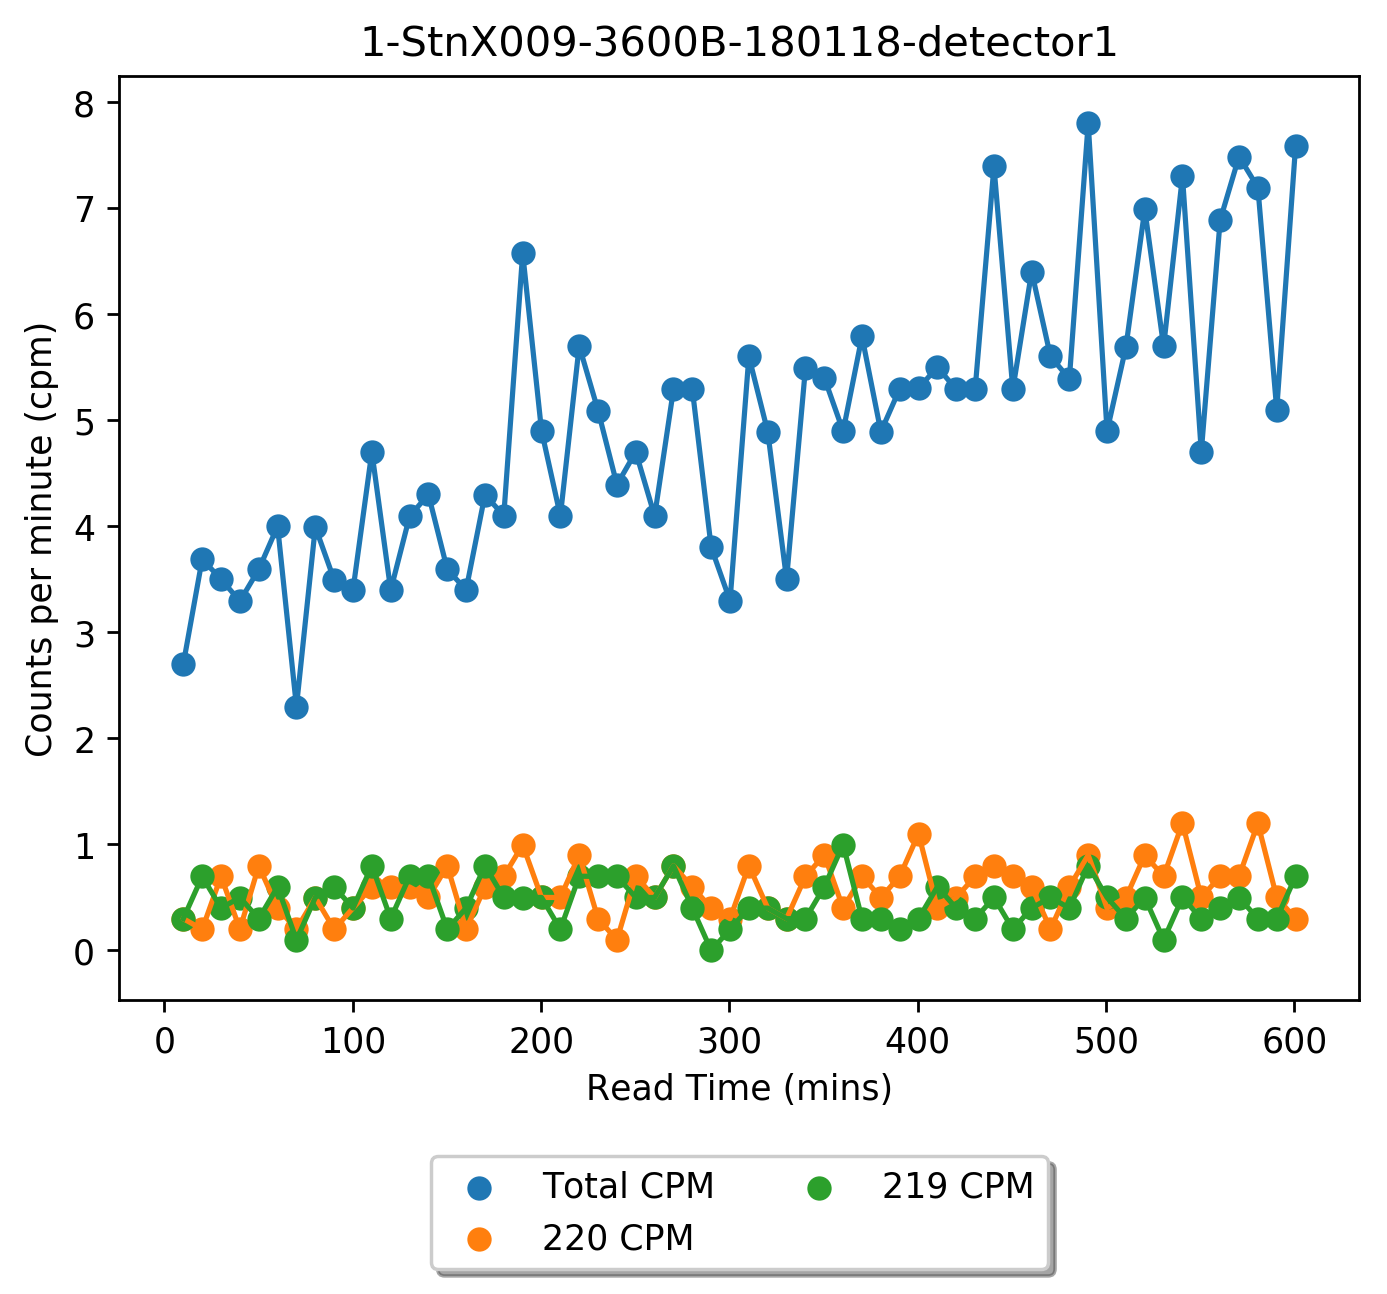 1-StnX009-3600B-180118-detector1
8
7
6
5
4
3
2
1
0
Counts per minute (cpm)
0 100 200 300 400 500 600
Read Time (mins)
Total CPM 219 CPM
220 CPM